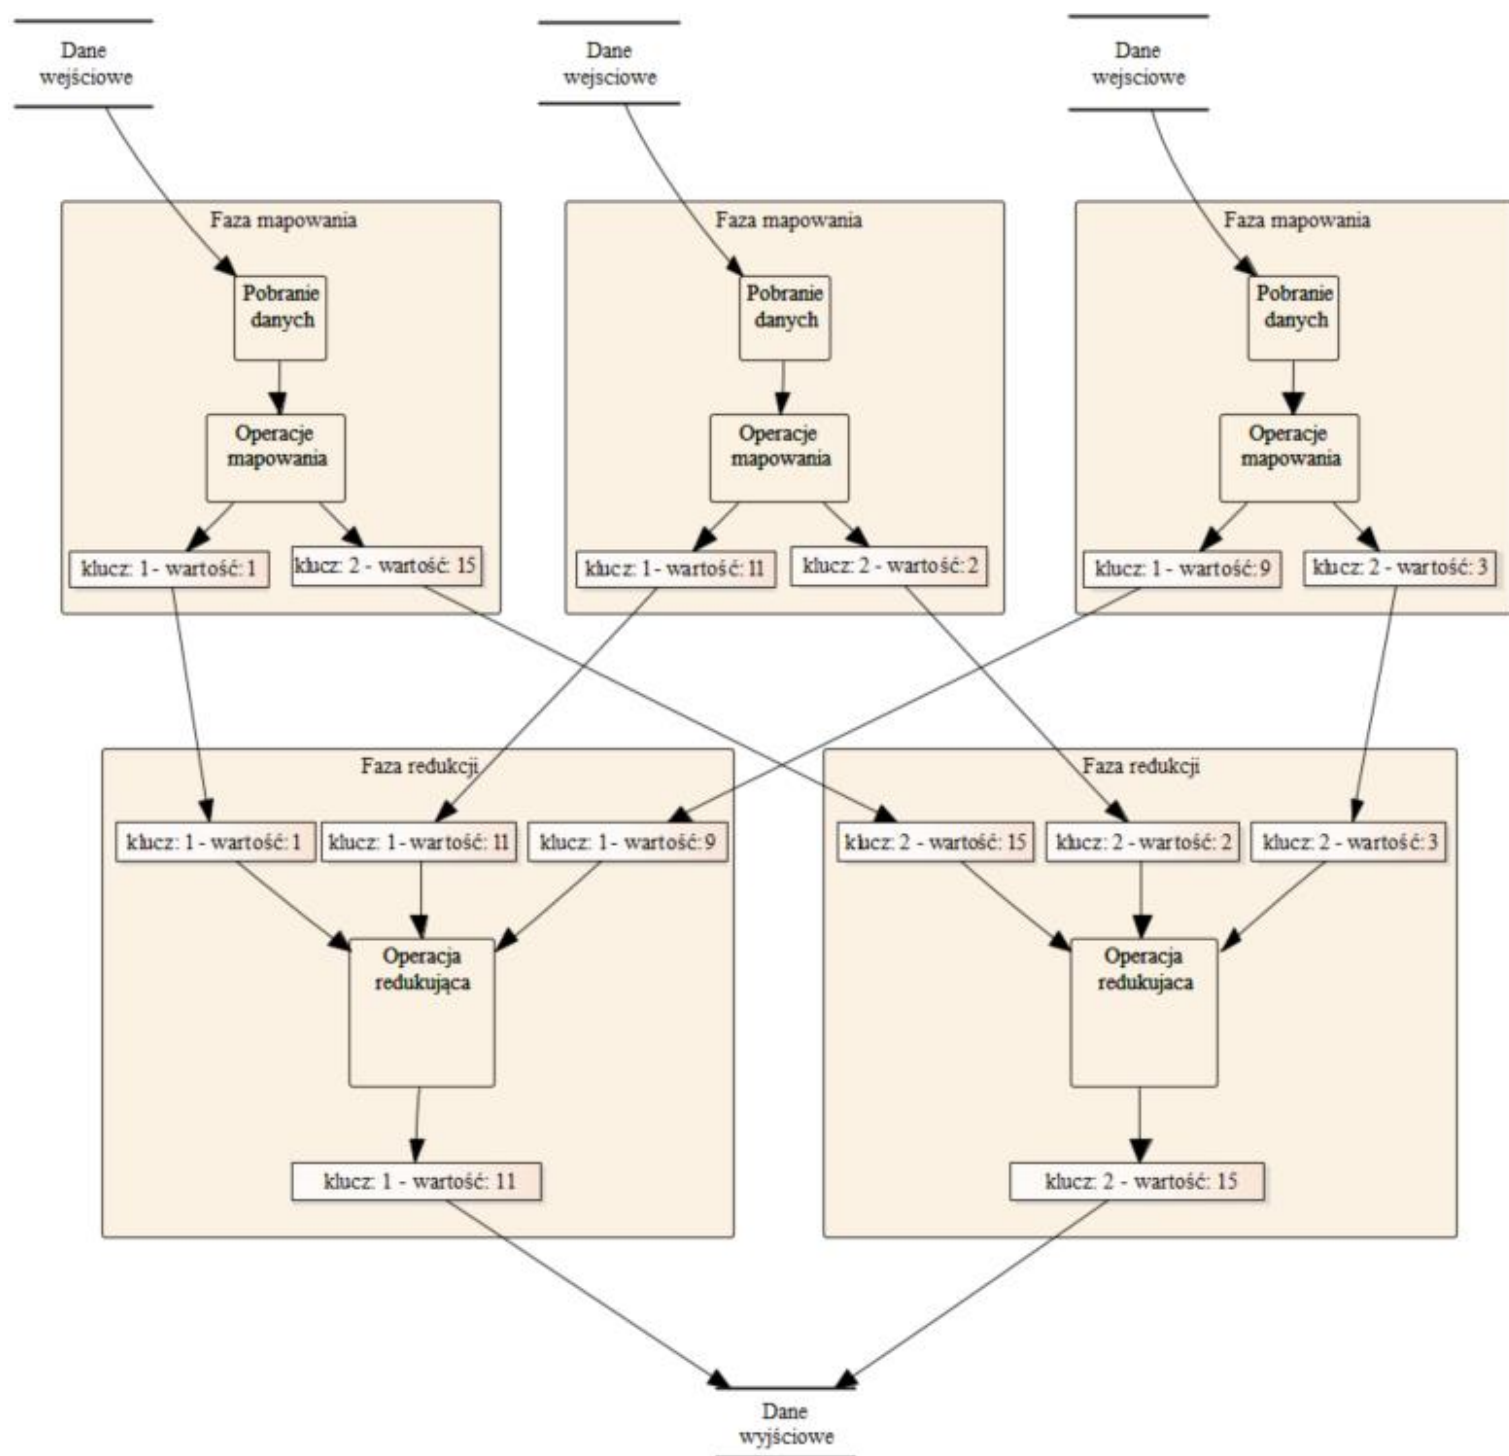 Dane
wejściowe
Dane
wejsciowe
Dane
wejsciowe
Faza mapowania
Faza mapowania
Faza mapowania
Pobranie
danych
Pobranie
danych
Pobranie
danych
Operacje
mapowania
Operacje
mapowania
Operacje
mapowania
klucz: 1 - wartość: 1
klucz: 2 - wartość: 15
klucz: 1 - wartość: 11
klucz: 2 - wartość: 2
klucz: 1 - wartość: 9
klucz: 2 - wartość: 3
Faza redukcji
Faza redukcji
klucz: 1 - wartość: 1
klucz: 1 - wartość: 11
klucz: 1 - wartość: 9
klucz: 2 - wartość: 15
klucz: 2 - wartość: 2
klucz: 2 - wartość: 3
Operacja
redukująca
Operacja
redukujaca
klucz: 1 - wartość: 11
klucz: 2 - wartość: 15
Dane
wyjściowe